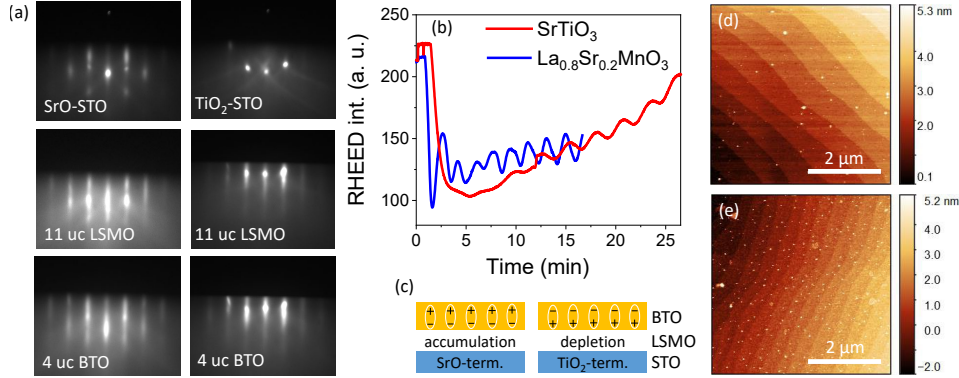 (a)
SrO-STO
TiO₂-STO
11 uc LSMO
11 uc LSMO
4 uc BTO
4 uc BTO
(b)
SrTiO₃
La₀.₈Sr₀.₂MnO₃
RHEED int. (a. u.)
250
200
150
100
0 5 10 15 20 25
Time (min)
(c)
+ + + + + − − − − −
− − − − − + + + + +
BTO
accumulation depletion LSMO
SrO-term. TiO₂-term. STO
(d)
2 μm
5.3 nm
4.0
3.0
2.0
1.0
0.1
(e)
2 μm
5.2 nm
4.0
3.0
2.0
1.0
0.0
-2.0